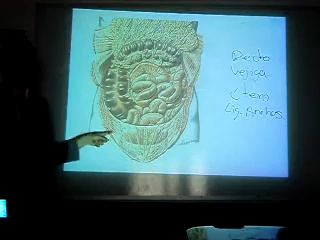 Recto
Vejiga
Utero
Lig. Anchos.